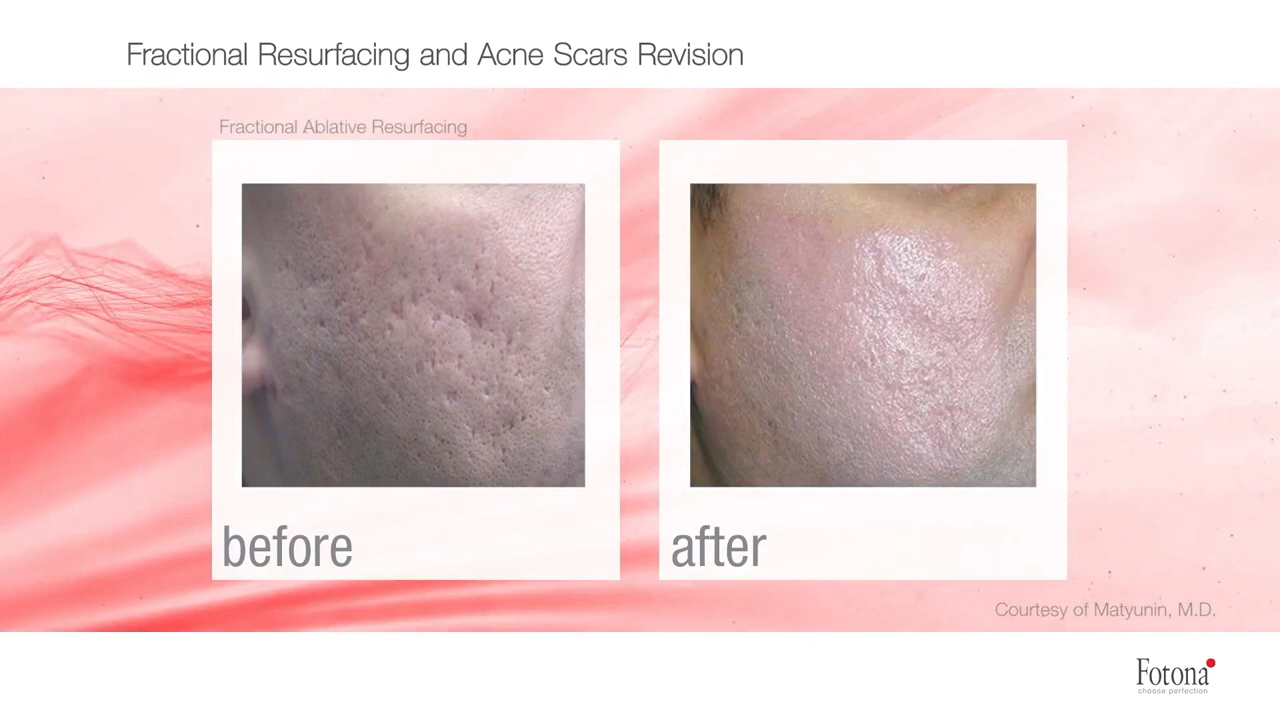 Fractional Resurfacing and Acne Scars Revision
Fractional Ablative Resurfacing
before
after
Courtesy of Matyunin, M.D.
Fotona
choose perfection